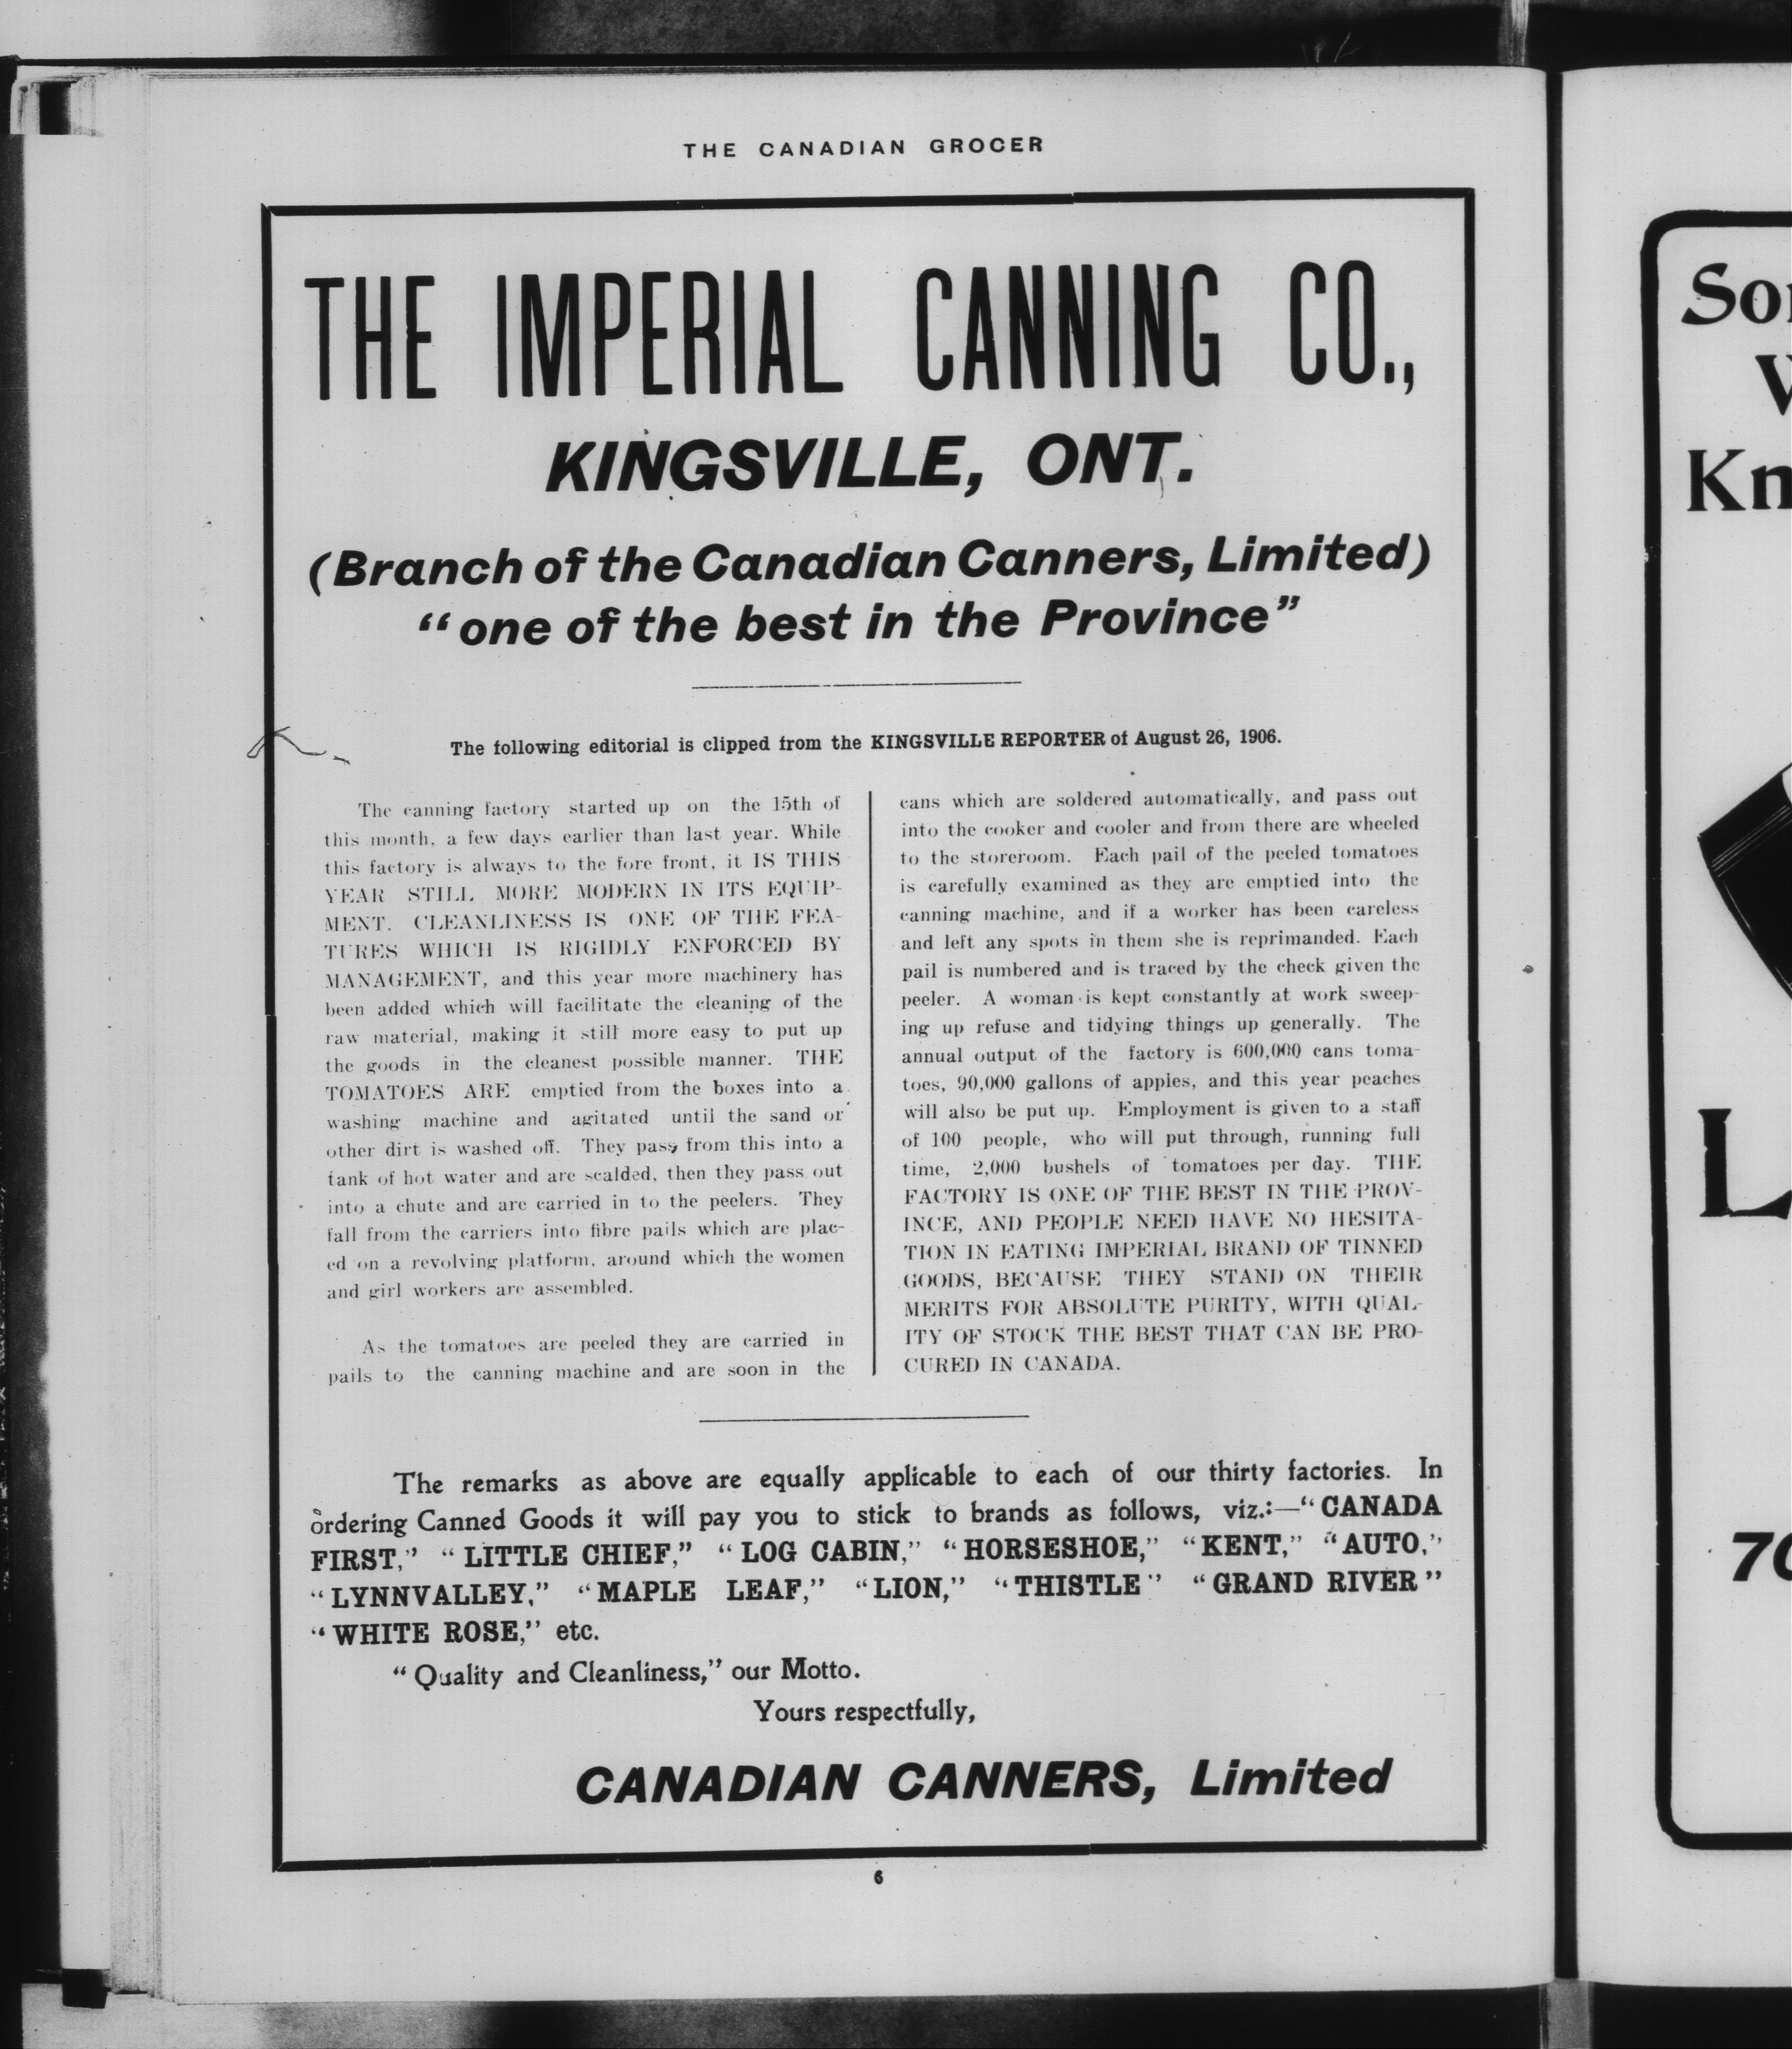 THE CANADIAN GROCER
THE IMPERIAL CANNING CO.,
KINGSVILLE, ONT.
(Branch of the Canadian Canners, Limited)
"one of the best in the Province"
The following editorial is clipped from the KINGSVILLE REPORTER of August 26, 1906.
The canning factory started up on the 15th of
this month, a few days earlier than last year. While
this factory is always to the fore front, it IS THIS
YEAR STILL MORE MODERN IN ITS EQUIP-
MENT. CLEANLINESS IS ONE OF THE FEA-
TURES WHICH IS RIGIDLY ENFORCED BY
MANAGEMENT, and this year more machinery has
been added which will facilitate the cleaning of the
raw material, making it still more easy to put up
the goods in the cleanest possible manner. THE
TOMATOES ARE emptied from the boxes into a
washing machine and agitated until the sand or
other dirt is washed off. They pass from this into a
tank of hot water and are scalded, then they pass out
into a chute and are carried in to the peelers. They
fall from the carriers into fibre pails which are plac-
ed on a revolving platform, around which the women
and girl workers are assembled.
As the tomatoes are peeled they are carried in
pails to the canning machine and are soon in the
cans which are soldered automatically, and pass out
into the cooker and cooler and from there are wheeled
to the storeroom. Each pail of the peeled tomatoes
is carefully examined as they are emptied into the
canning machine, and if a worker has been careless
and left any spots in them she is reprimanded. Each
pail is numbered and is traced by the check given the
peeler. A woman is kept constantly at work sweep-
ing up refuse and tidying things up generally. The
annual output of the factory is 600,000 cans toma-
toes, 90,000 gallons of apples, and this year peaches
will also be put up. Employment is given to a staff
of 100 people, who will put through, running full
time, 2,000 bushels of tomatoes per day. THE
FACTORY IS ONE OF THE BEST IN THE PROV-
INCE, AND PEOPLE NEED HAVE NO HESITA-
TION IN EATING IMPERIAL BRAND OF TINNED
GOODS, BECAUSE THEY STAND ON THEIR
MERITS FOR ABSOLUTE PURITY, WITH QUAL-
ITY OF STOCK THE BEST THAT CAN BE PRO-
CURED IN CANADA.
The remarks as above are equally applicable to each of our thirty factories. In
ordering Canned Goods it will pay you to stick to brands as follows, viz.:—"CANADA
FIRST," "LITTLE CHIEF," "LOG CABIN," "HORSESHOE," "KENT," "AUTO,"
"LYNNVALLEY," "MAPLE LEAF," "LION," "THISTLE" "GRAND RIVER"
"WHITE ROSE," etc.
"Quality and Cleanliness," our Motto.
Yours respectfully,
CANADIAN CANNERS, Limited
6
Kn
L
70